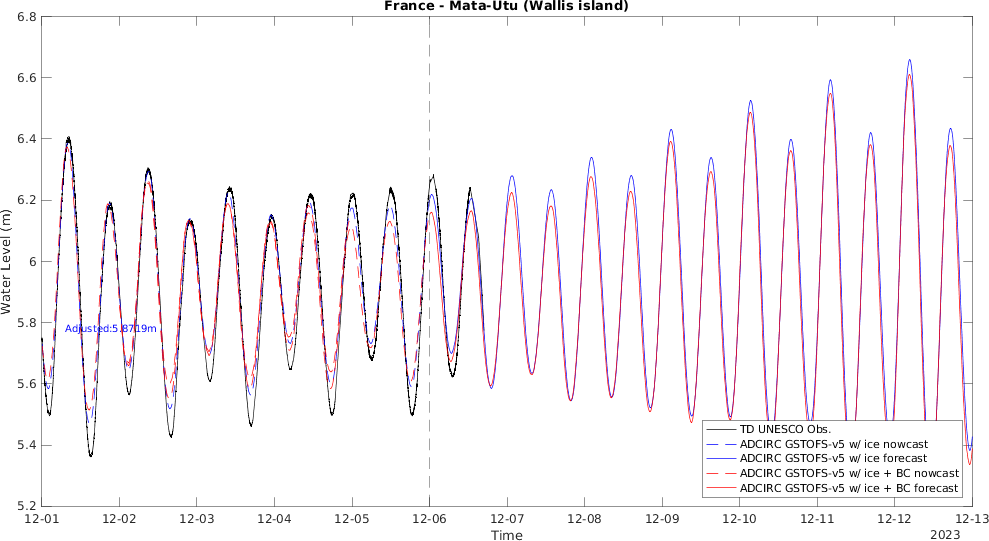 France - Mata-Utu (Wallis island)
6.8
6.6
6.4
6.2
6
5.8
5.6
5.4
5.2
Water Level (m)
Adjusted:5.8719m
TD UNESCO Obs.
ADCIRC GSTOFS-v5 w/ ice nowcast
ADCIRC GSTOFS-v5 w/ ice forecast
ADCIRC GSTOFS-v5 w/ ice + BC nowcast
ADCIRC GSTOFS-v5 w/ ice + BC forecast
12-01 12-02 12-03 12-04 12-05 12-06 12-07 12-08 12-09 12-10 12-11 12-12 12-13
Time
2023